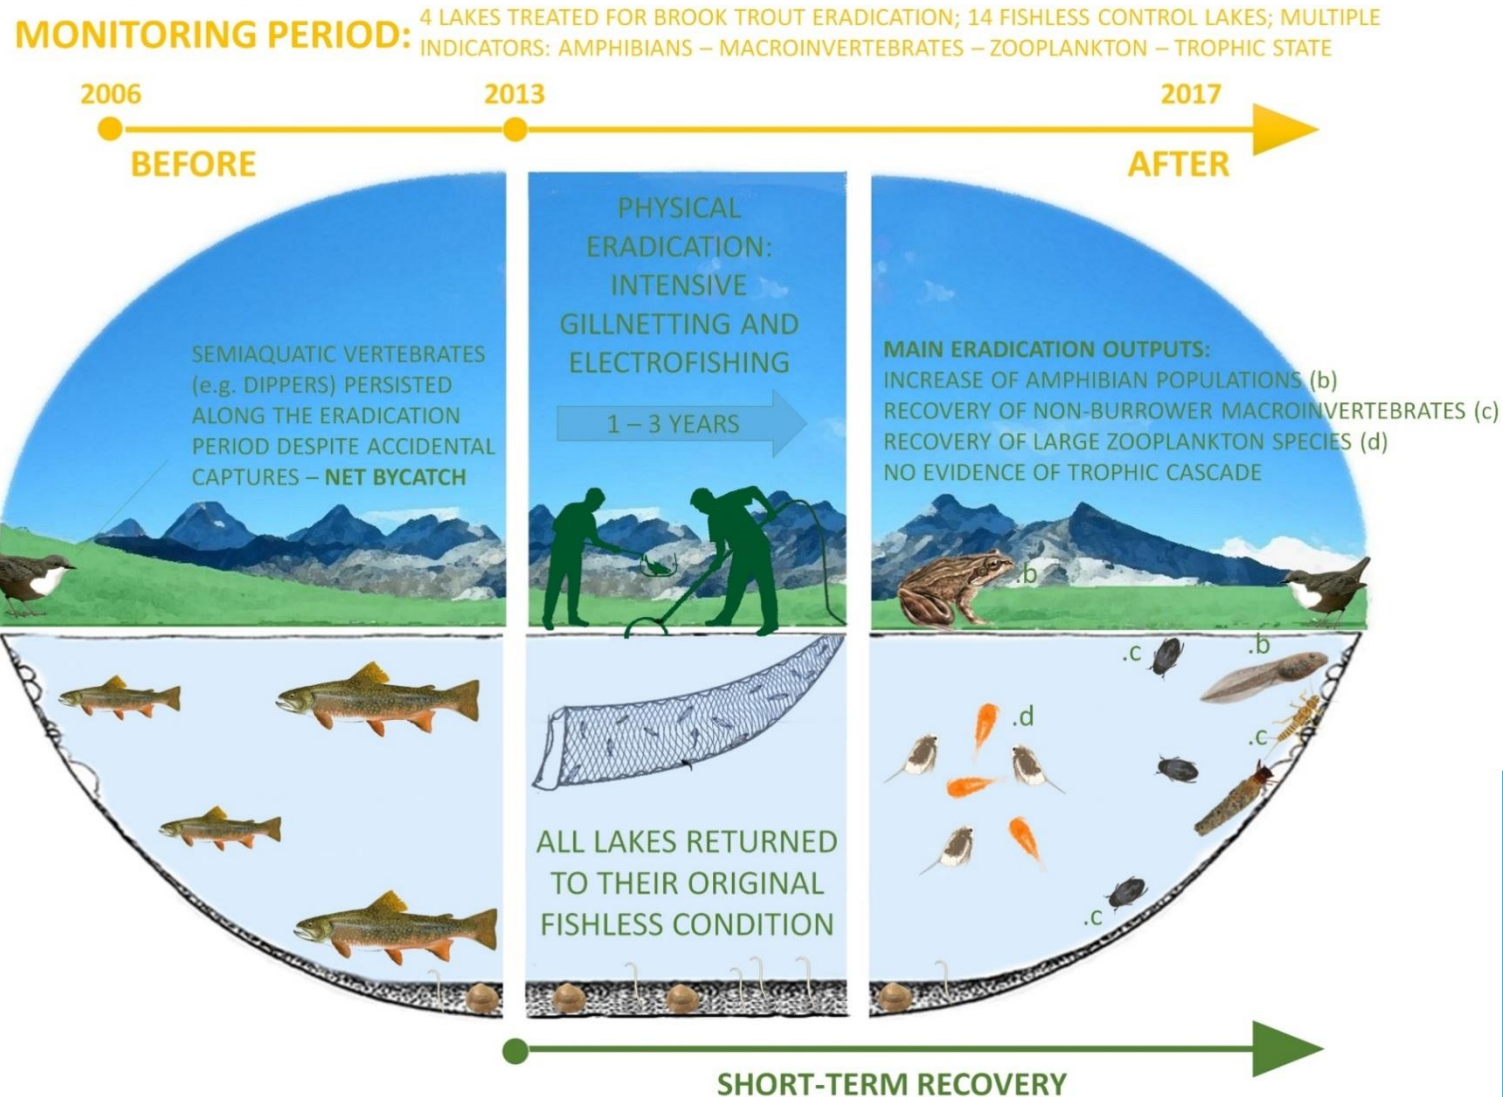 MONITORING PERIOD:
4 LAKES TREATED FOR BROOK TROUT ERADICATION; 14 FISHLESS CONTROL LAKES; MULTIPLE
INDICATORS: AMPHIBIANS – MACROINVERTEBRATES – ZOOPLANKTON – TROPHIC STATE
2006
2013
2017
BEFORE
AFTER
SEMIAQUATIC VERTEBRATES
(e.g. DIPPERS) PERSISTED
ALONG THE ERADICATION
PERIOD DESPITE ACCIDENTAL
CAPTURES – NET BYCATCH
PHYSICAL
ERADICATION:
INTENSIVE
GILLNETTING AND
ELECTROFISHING
1 – 3 YEARS
MAIN ERADICATION OUTPUTS:
INCREASE OF AMPHIBIAN POPULATIONS (b)
RECOVERY OF NON-BURROWER MACROINVERTEBRATES (c)
RECOVERY OF LARGE ZOOPLANKTON SPECIES (d)
NO EVIDENCE OF TROPHIC CASCADE
.b
.c
.b
.d
.c
.c
ALL LAKES RETURNED
TO THEIR ORIGINAL
FISHLESS CONDITION
SHORT-TERM RECOVERY